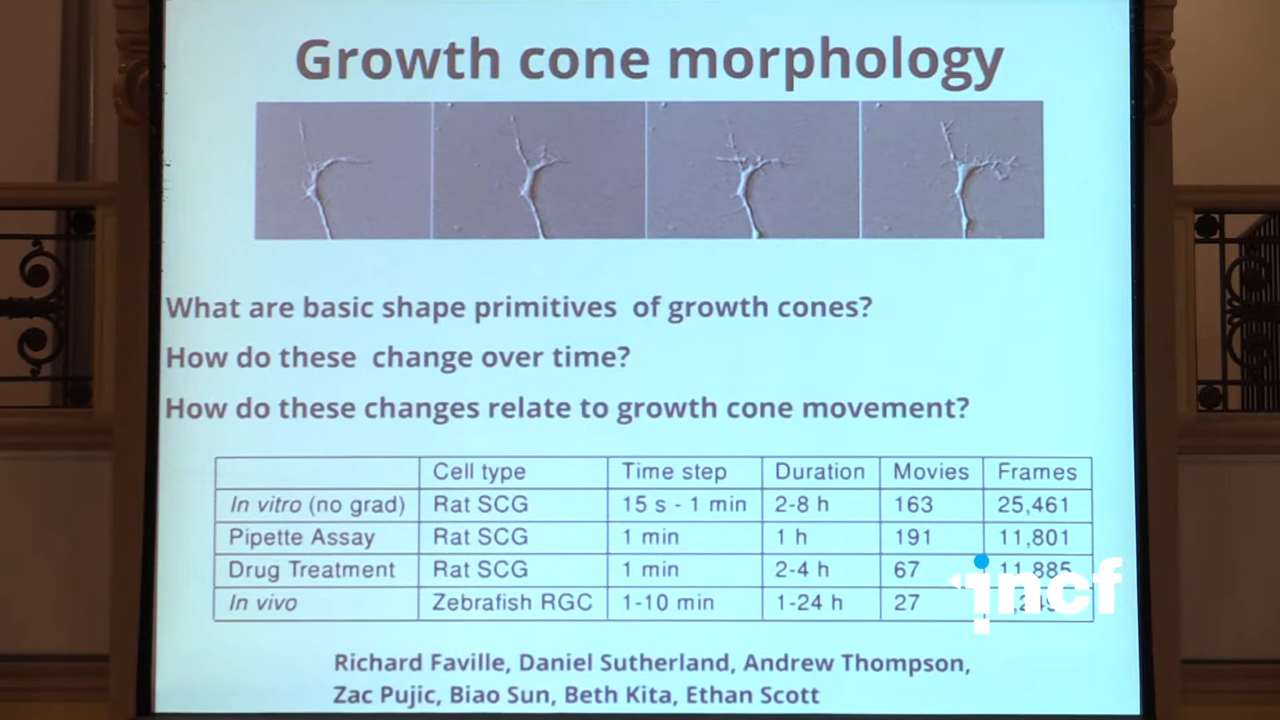 Growth cone morphology
What are basic shape primitives of growth cones?
How do these change over time?
How do these changes relate to growth cone movement?
Cell type Time step Duration Movies Frames
In vitro (no grad) Rat SCG 15 s - 1 min 2-8 h 163 25,461
Pipette Assay Rat SCG 1 min 1 h 191 11,801
Drug Treatment Rat SCG 1 min 2-4 h 67 11,885
In vivo Zebrafish RGC 1-10 min 1-24 h 27
incf
Richard Faville, Daniel Sutherland, Andrew Thompson,
Zac Pujic, Biao Sun, Beth Kita, Ethan Scott